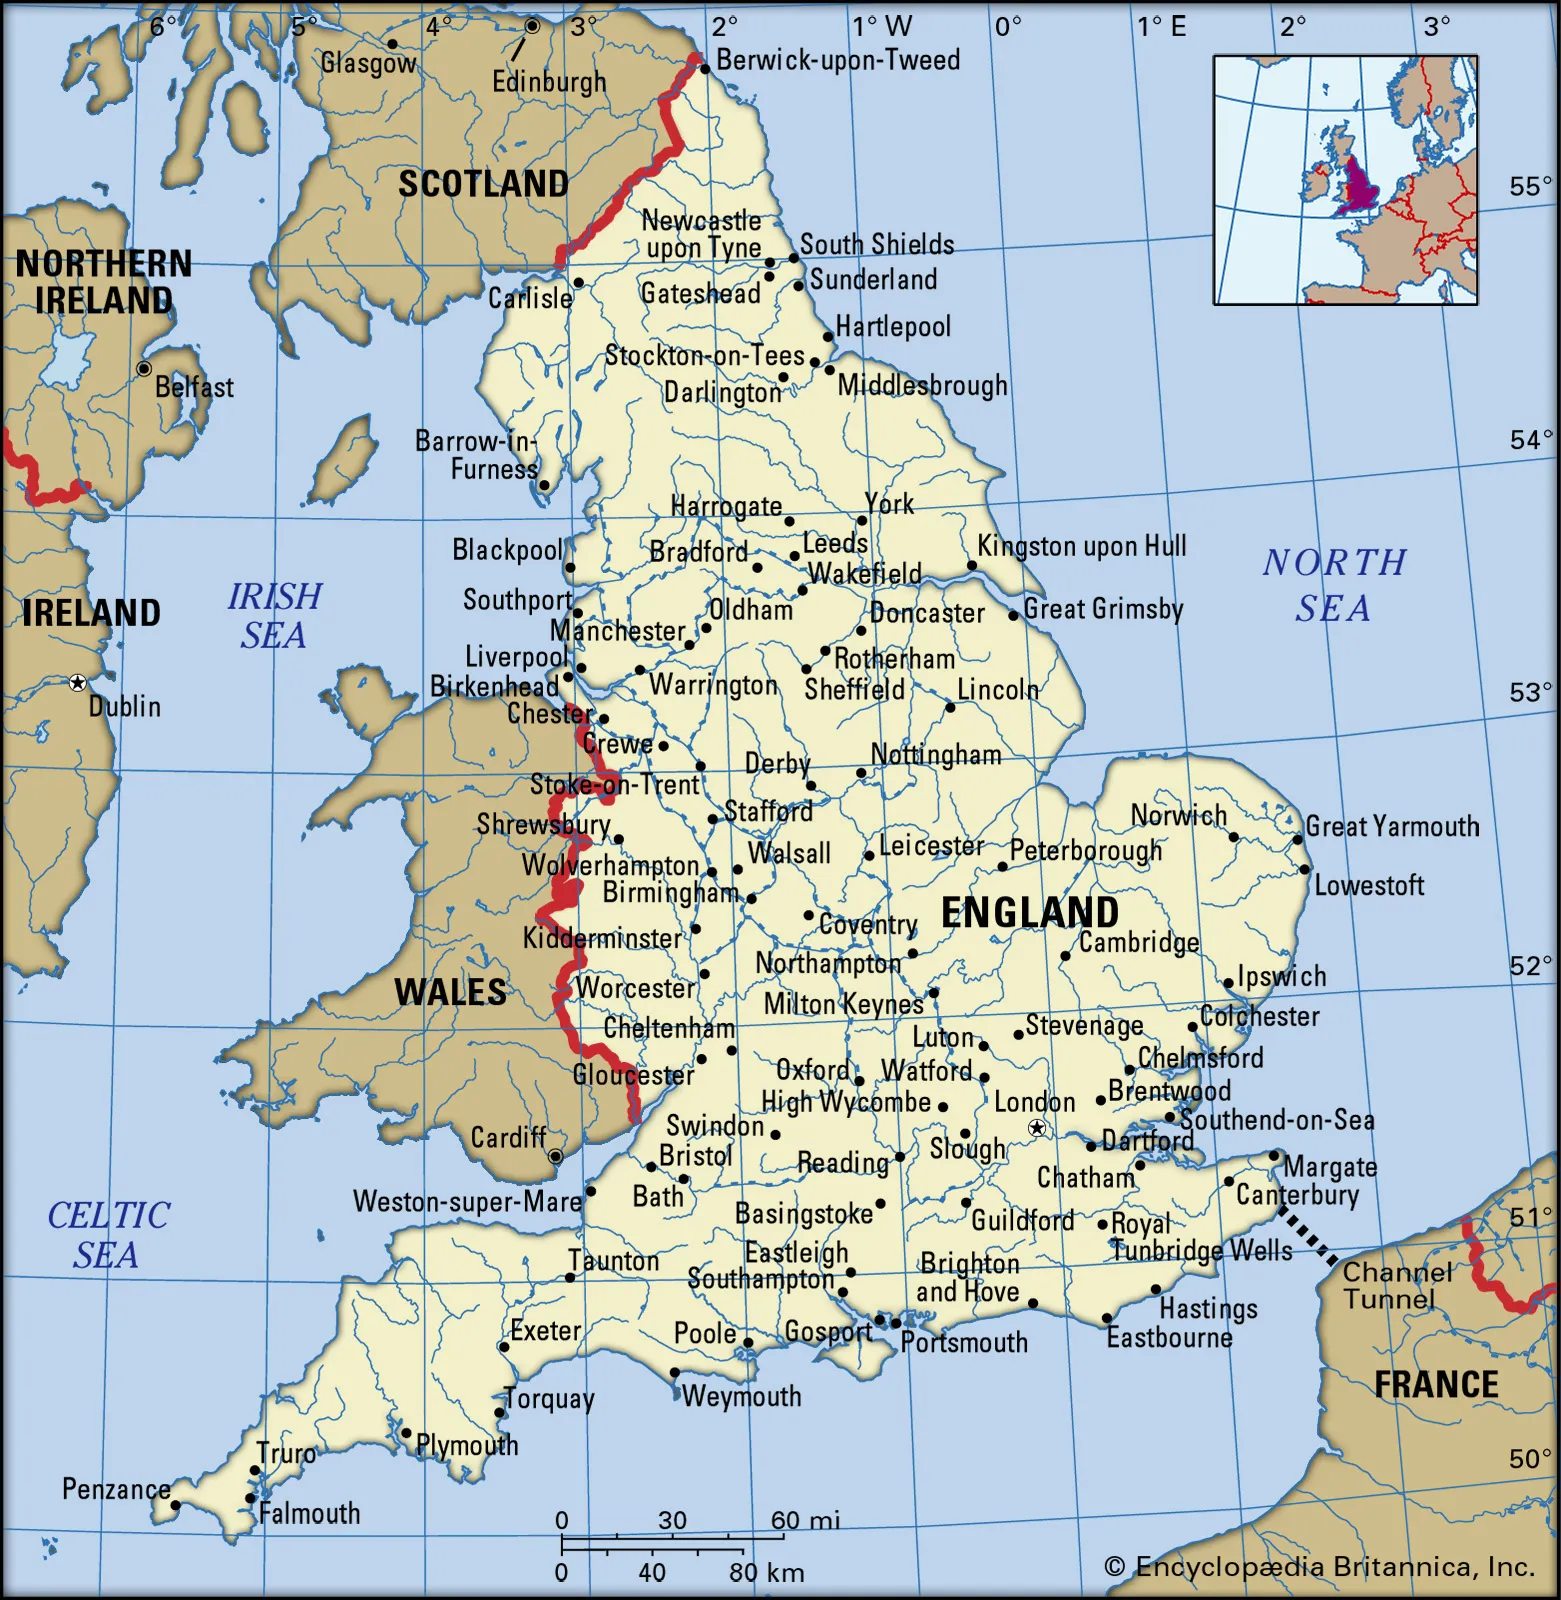 6°
5°
4°
3°
2°
1° W
0°
1° E
2°
3°
Glasgow
Edinburgh
Berwick-upon-Tweed
SCOTLAND
55°
Newcastle
upon Tyne
South Shields
NORTHERN
IRELAND
Carlisle
Gateshead
Sunderland
Hartlepool
Stockton-on-Tees
Belfast
Darlington
Middlesbrough
54°
Barrow-in-
Furness
Harrogate
York
Blackpool
Bradford
Leeds
Kingston upon Hull
NORTH
SEA
Wakefield
IRISH
SEA
IRELAND
Southport
Oldham
Doncaster
Great Grimsby
Manchester
Liverpool
Rotherham
Birkenhead
Warrington
Sheffield
Lincoln
53°
Dublin
Chester
Crewe
Derby
Nottingham
Stoke-on-Trent
Stafford
Norwich
Great Yarmouth
Shrewsbury
Walsall
Leicester
Peterborough
Wolverhampton
Lowestoft
Birmingham
ENGLAND
Coventry
Kidderminster
Cambridge
52°
Northampton
Ipswich
WALES
Worcester
Milton Keynes
Colchester
Cheltenham
Luton
Stevenage
Chelmsford
Gloucester
Oxford
Watford
Brentwood
High Wycombe
London
Southend-on-Sea
Swindon
Cardiff
Bristol
Slough
Dartford
Reading
Margate
Chatham
Weston-super-Mare
Bath
Canterbury
CELTIC
SEA
Basingstoke
Guildford
Royal
Tunbridge Wells
51°
Taunton
Eastleigh
Brighton
and Hove
Southampton
Channel
Tunnel
Hastings
Exeter
Poole
Gosport
Portsmouth
Eastbourne
FRANCE
Torquay
Weymouth
Plymouth
Truro
50°
Penzance
Falmouth
0 30 60 mi
0 40 80 km
© Encyclopædia Britannica, Inc.